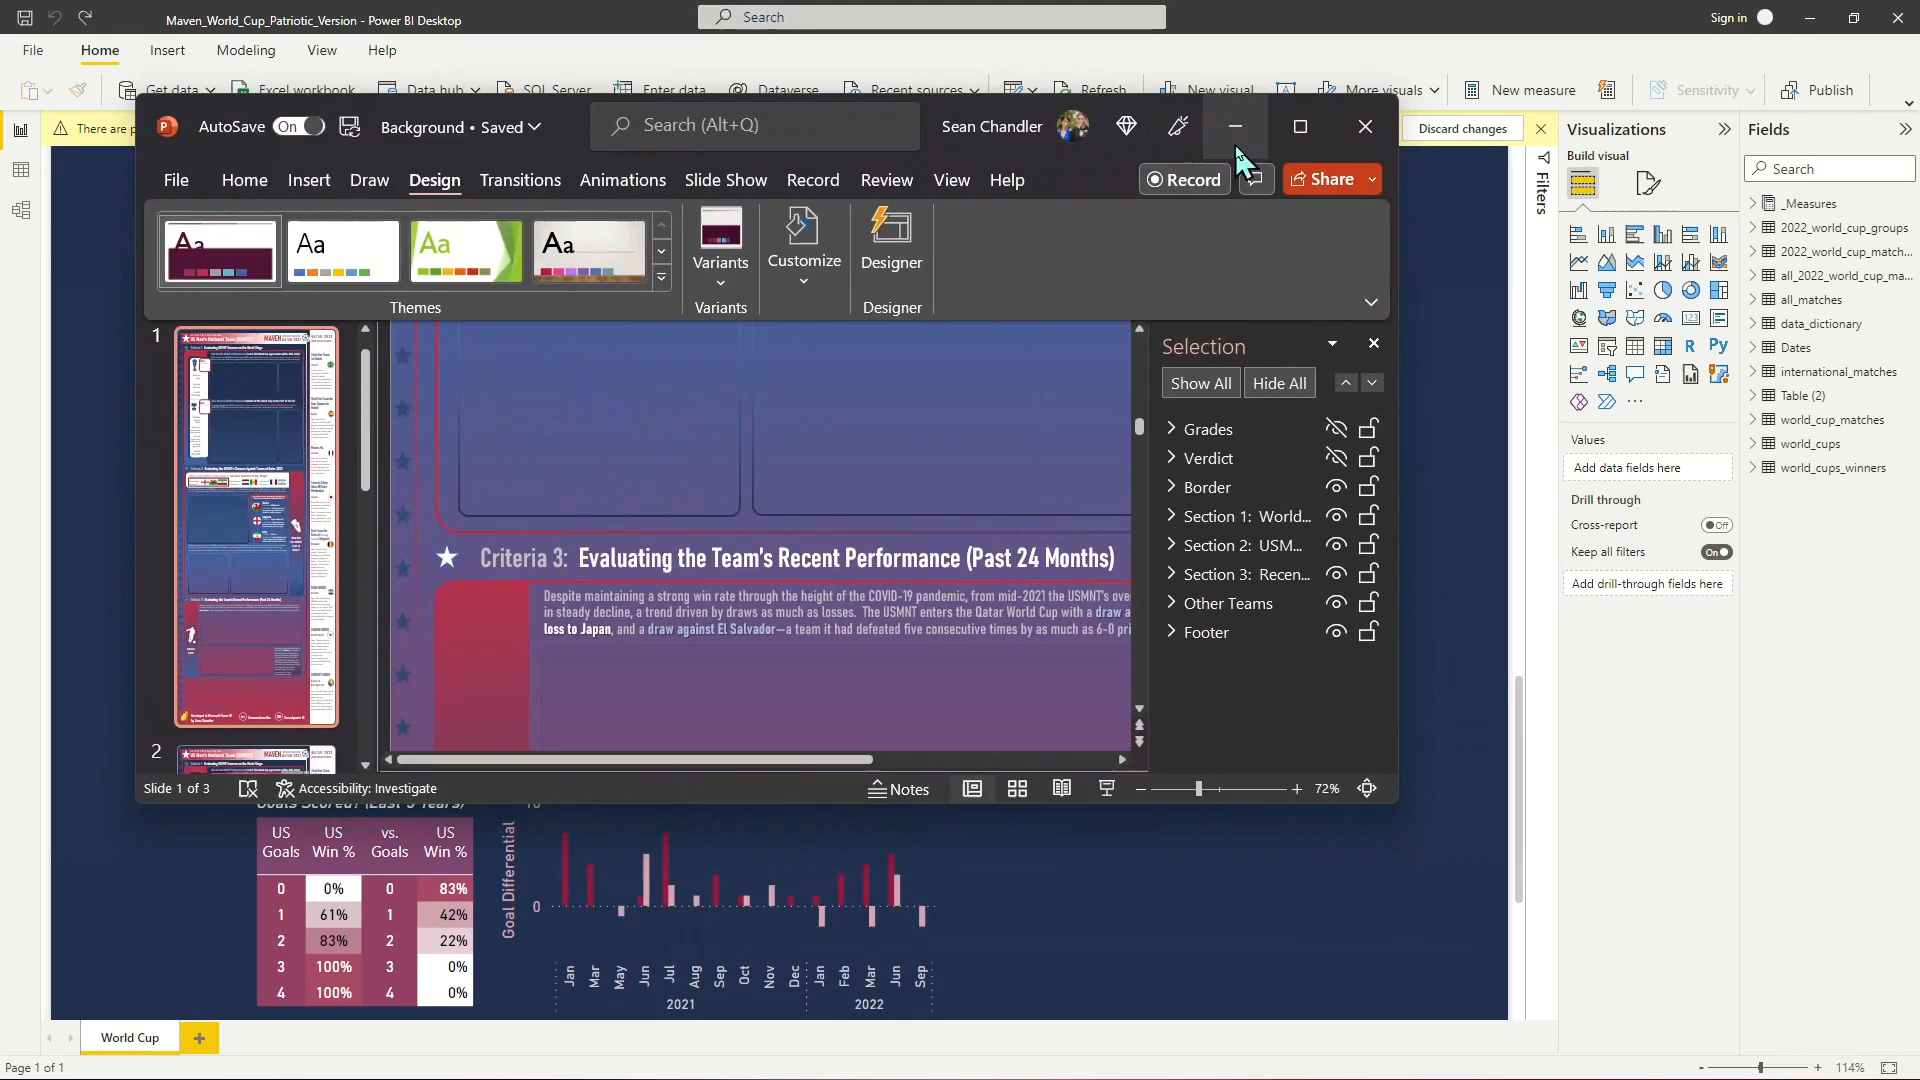 Maven_World_Cup_Patriotic_Version - Power BI Desktop
Search
Sign in
File
Home
Insert
Modeling
View
Help
Get data
Excel workbook
Data hub
SQL Server
Enter data
Dataverse
Recent sources
Refresh
New visual
More visuals
New measure
Sensitivity
Publish
There are p
Discard changes
AutoSave
On
Background • Saved
Search (Alt+Q)
Sean Chandler
File
Home
Insert
Draw
Design
Transitions
Animations
Slide Show
Record
Review
View
Help
Record
Share
Aa
Aa
Aa
Aa
Themes
Variants
Variants
Customize
Designer
Designer
1
2
Criteria 3: Evaluating the Team's Recent Performance (Past 24 Months)
Despite maintaining a strong win rate through the height of the COVID-19 pandemic, from mid-2021 the USMNT's ove
in steady decline, a trend driven by draws as much as losses. The USMNT enters the Qatar World Cup with a draw a
loss to Japan, and a draw against El Salvador—a team it had defeated five consecutive times by as much as 6-0 pri
Selection
Show All
Hide All
Grades
Verdict
Border
Section 1: World...
Section 2: USM...
Section 3: Recen...
Other Teams
Footer
Slide 1 of 3
Accessibility: Investigate
Notes
72%
Goals Scored? (Last 5 Years)
US Goals
US Win %
vs. Goals
US Win %
0 0% 0 83%
1 61% 1 42%
2 83% 2 22%
3 100% 3 0%
4 100% 4 0%
10
Goal Differential
0
Jan Mar May Jun Jul Aug Sep Oct Nov Dec Jan Feb Mar Jun Sep
2021 2022
World Cup
Page 1 of 1
114%
Filters
Visualizations
Build visual
R
Py
123
Values
Add data fields here
Drill through
Cross-report
Off
Keep all filters
On
Add drill-through fields here
Fields
Search
_Measures
2022_world_cup_groups
2022_world_cup_match...
all_2022_world_cup_ma...
all_matches
data_dictionary
Dates
international_matches
Table (2)
world_cup_matches
world_cups
world_cups_winners